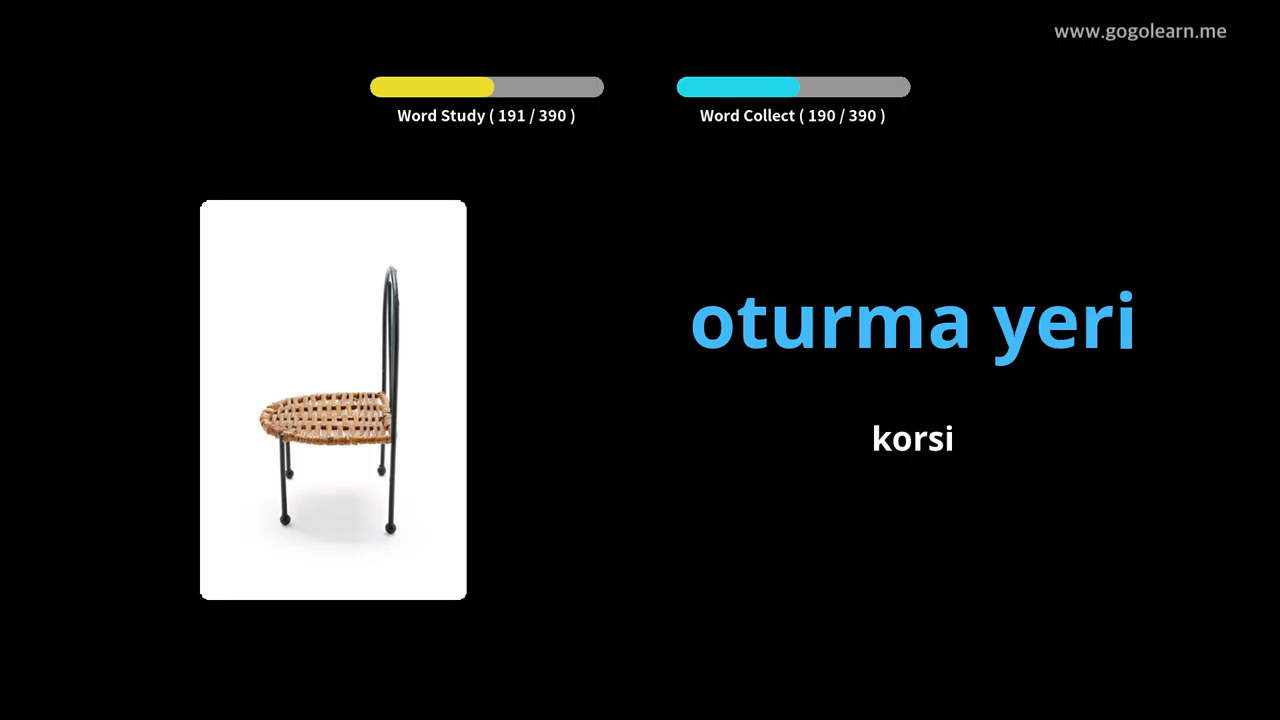 www.gogolearn.me
Word Study ( 191 / 390 )
Word Collect ( 190 / 390 )
oturma yeri
korsi